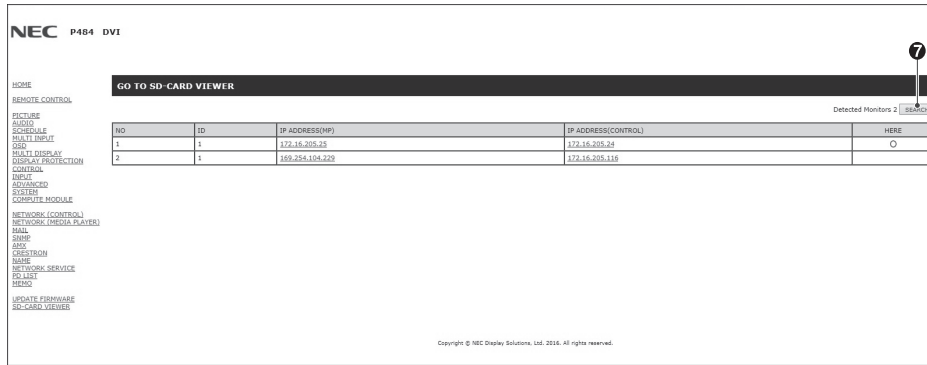 NEC P484 DVI
7
HOME
REMOTE CONTROL
PICTURE
AUDIO
SCHEDULE
MULTI INPUT
OSD
MULTI DISPLAY
DISPLAY PROTECTION
CONTROL
INPUT
ADVANCED
SYSTEM
COMPUTE MODULE
NETWORK (CONTROL)
NETWORK (MEDIA PLAYER)
MAIL
SNMP
AMX
CRESTRON
NAME
NETWORK SERVICE
PD LIST
MEMO
UPDATE FIRMWARE
SD-CARD VIEWER
GO TO SD-CARD VIEWER
Detected Monitors 2 SEARCH
NO ID IP ADDRESS(MP) IP ADDRESS(CONTROL) HERE
1 1 172.16.205.25 172.16.205.24 O
2 1 169.254.104.229 172.16.205.116
Copyright © NEC Display Solutions, Ltd. 2016. All rights reserved.